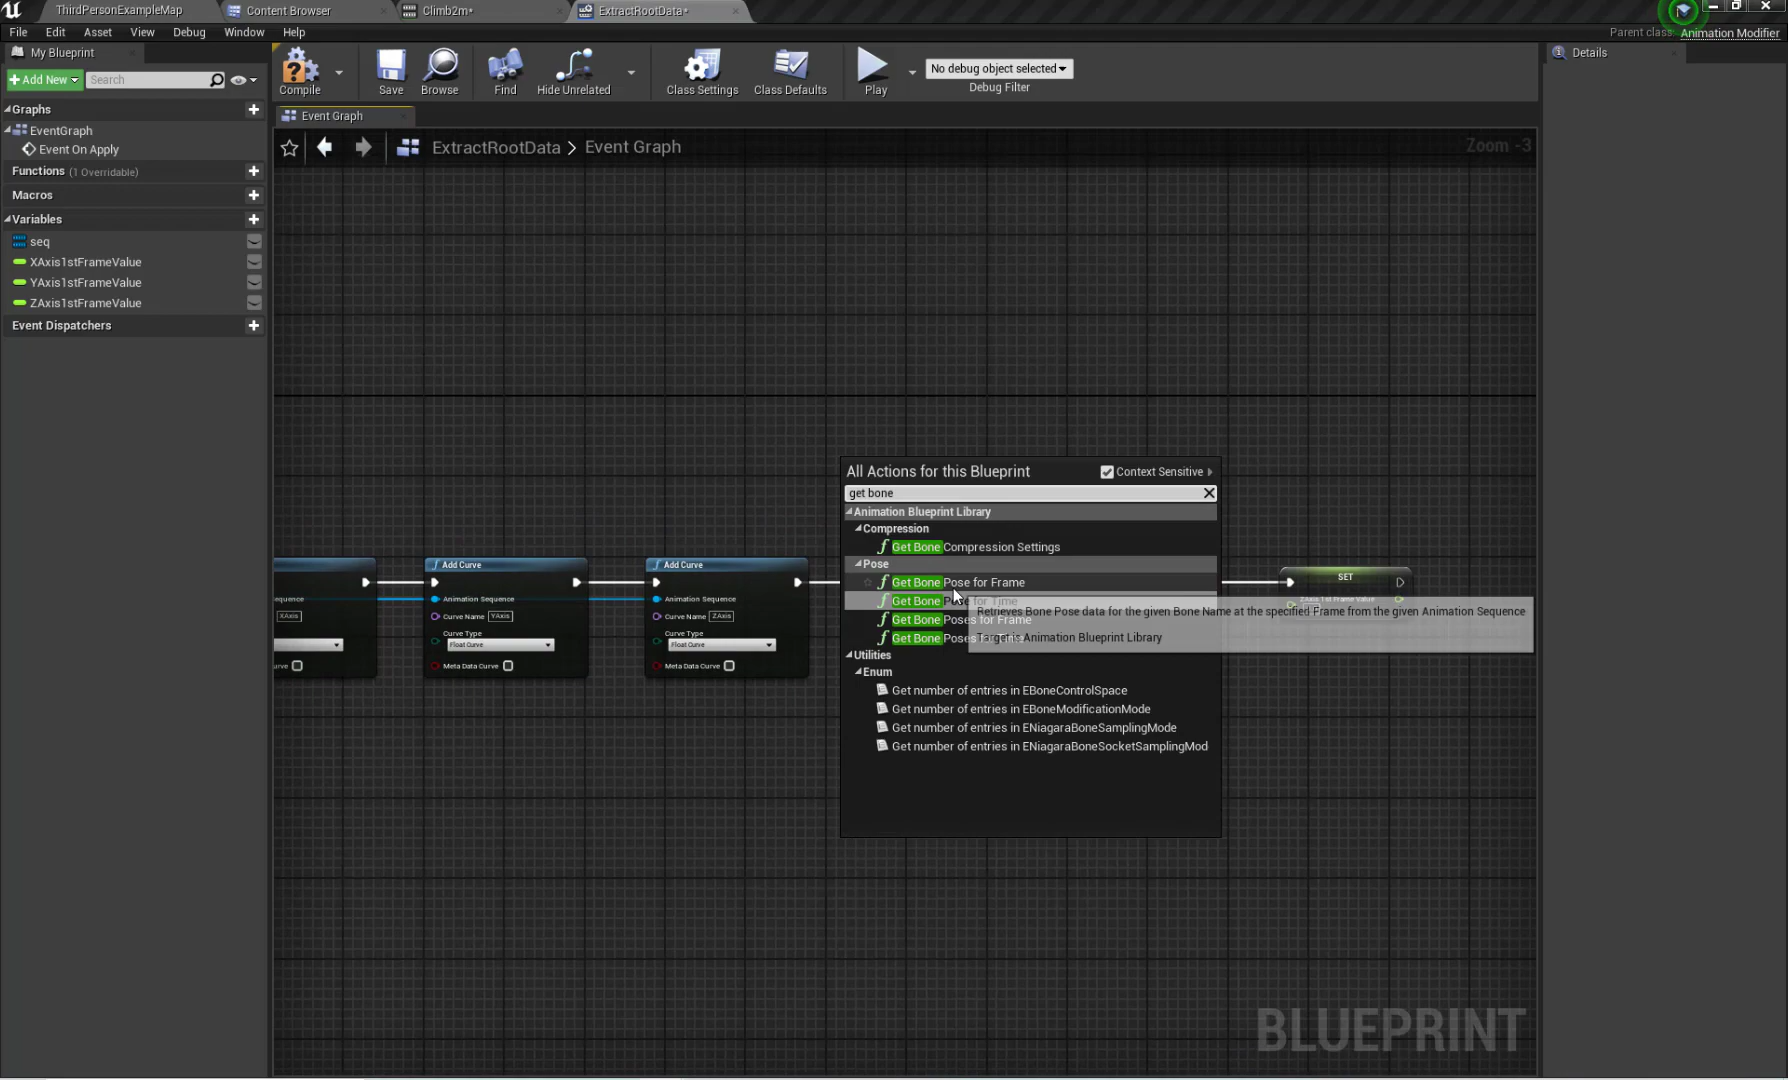 ThirdPersonExampleMap
Content Browser
Climb2m*
ExtractRootData*
File Edit Asset View Debug Window Help
Parent class: Animation Modifier
My Blueprint
Add New
Search
Compile
Save
Browse
Find
Hide Unrelated
Class Settings
Class Defaults
Play
No debug object selected
Debug Filter
Details
Graphs
EventGraph
Event On Apply
Functions (1 Overridable)
Macros
Variables
seq
XAxis1stFrameValue
YAxis1stFrameValue
ZAxis1stFrameValue
Event Dispatchers
Event Graph
ExtractRootData > Event Graph
Zoom -3
All Actions for this Blueprint
Context Sensitive
get bone
Animation Blueprint Library
Compression
Get Bone Compression Settings
Pose
Get Bone Pose for Frame
Get Bone Pose for Time
Get Bone Poses for Frame
Get Bone Poses
Retrieves Bone Pose data for the given Bone Name at the specified Frame from the given Animation Sequence
Target is Animation Blueprint Library
Utilities
Enum
Get number of entries in EBoneControlSpace
Get number of entries in EBoneModificationMode
Get number of entries in ENiagaraBoneSamplingMode
Get number of entries in ENiagaraBoneSocketSamplingMod
equence
XAxis
urve
Add Curve
Animation Sequence
Curve Name YAxis
Curve Type
Float Curve
Meta Data Curve
Add Curve
Animation Sequence
Curve Name ZAxis
Curve Type
Float Curve
Meta Data Curve
SET
ZAxis 1st Frame Value
BLUEPRINT